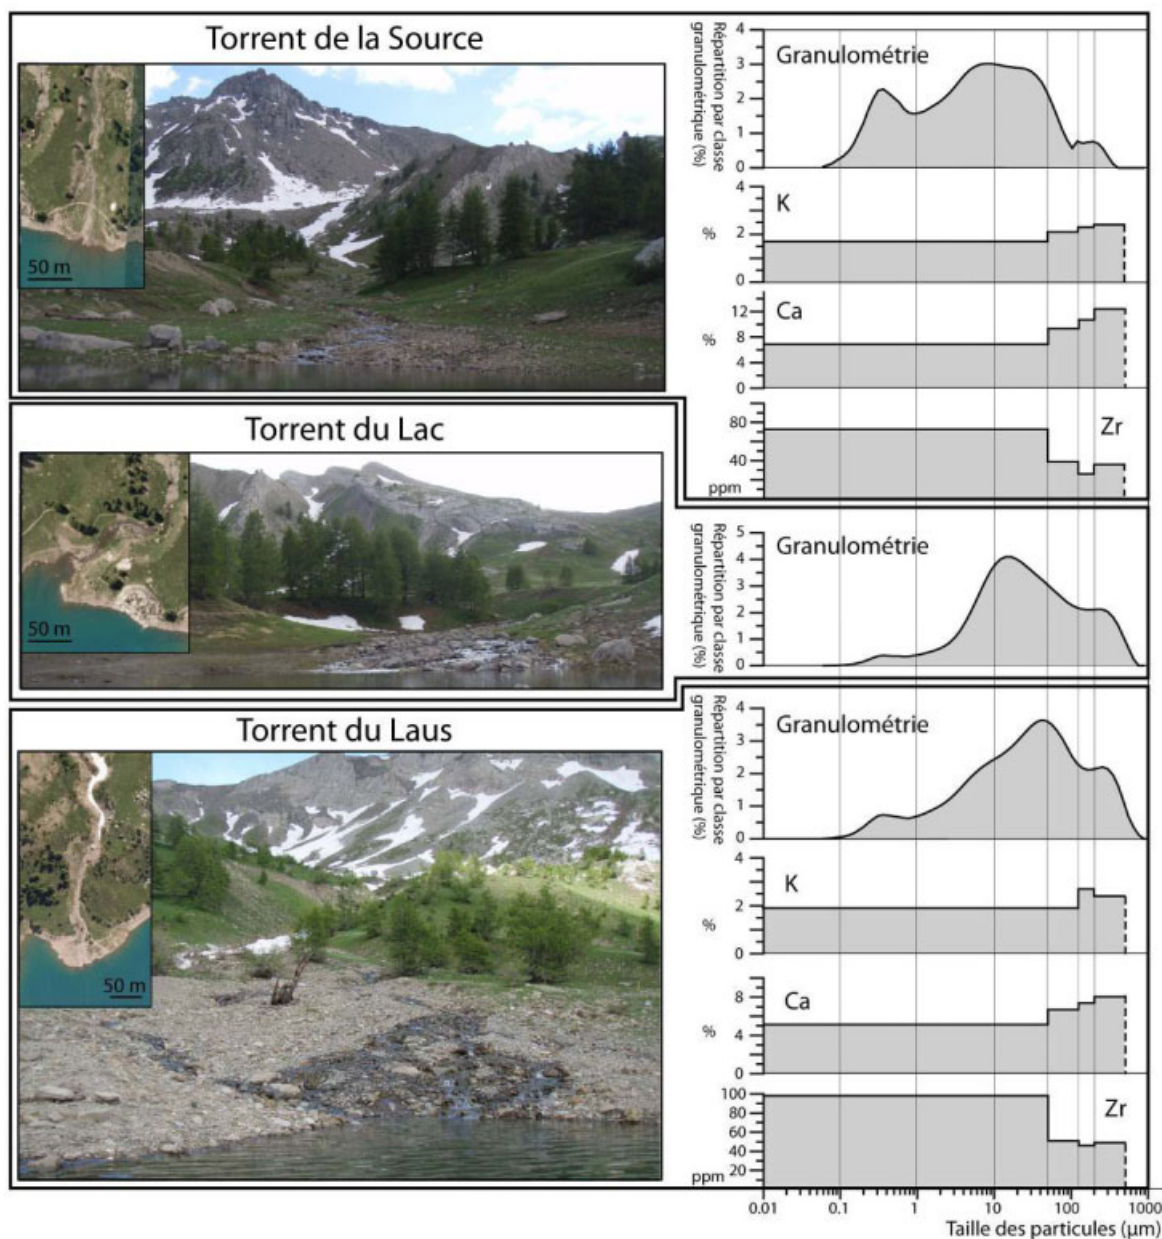 Torrent de la Source
50 m
Répartition par classe
granulométrique (%)
Granulométrie
4
3
2
1
0
K
4
2
0
%
Ca
12
8
4
0
%
Zr
80
40
ppm
Torrent du Lac
50 m
Répartition par classe
granulométrique (%)
Granulométrie
5
4
3
2
1
0
Torrent du Laus
50 m
Répartition par classe
granulométrique (%)
Granulométrie
4
3
2
1
0
K
4
2
0
%
Ca
8
4
0
%
Zr
100
80
60
40
20
ppm
0.01 0.1 1 10 100 1000
Taille des particules (µm)